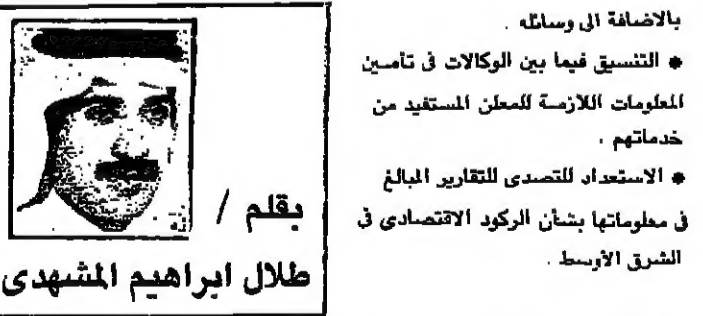 بالاضافة الى وسائله .
* التنسيق فيما بين الوكالات فى تأمين
المعلومات اللازمة للمعلن المستفيد من
خدماتهم .
* الاستعداد للتصدى للتقارير المبالغ
فى معلوماتها بشأن الركود الاقتصادى فى
الشرق الأوسط .
بقلم /
طلال ابراهيم المشهدى